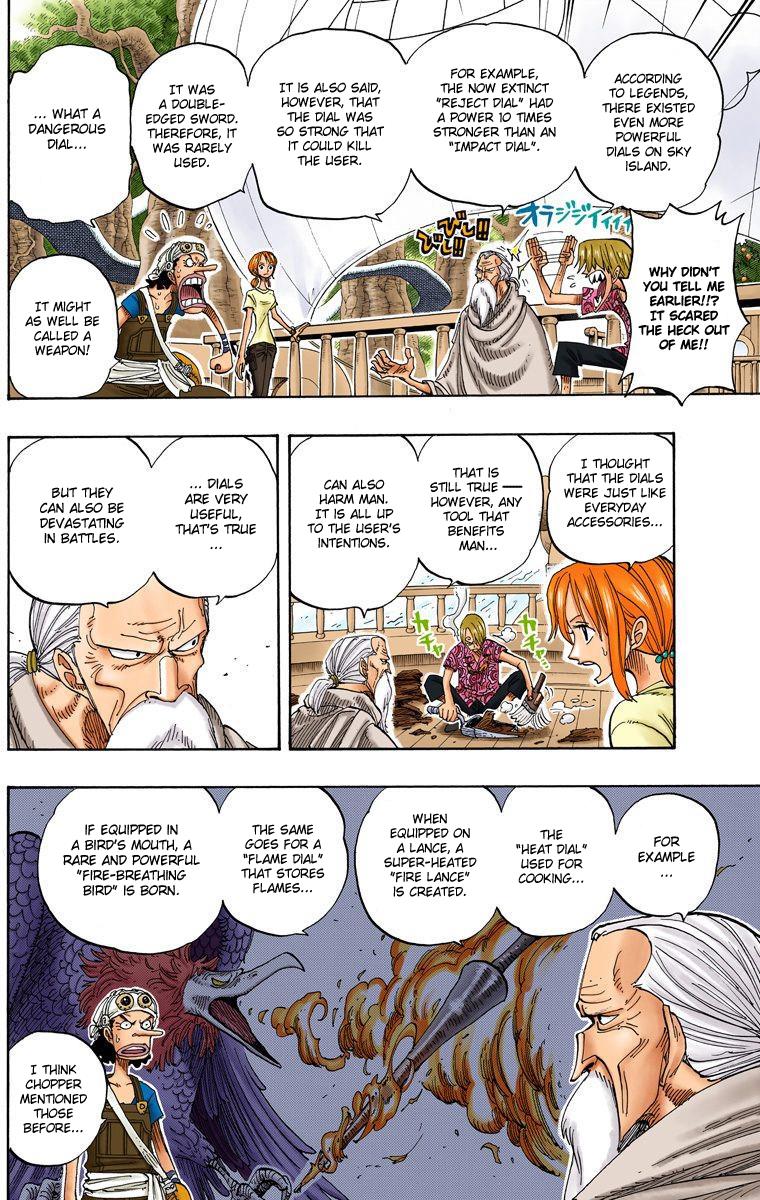 ACCORDING
TO LEGENDS,
THERE EXISTED
EVEN MORE
POWERFUL
DIALS ON SKY
ISLAND.
FOR EXAMPLE,
THE NOW EXTINCT
"REJECT DIAL" HAD
A POWER 10 TIMES
STRONGER THAN AN
"IMPACT DIAL".
IT IS ALSO SAID,
HOWEVER, THAT
THE DIAL WAS
SO STRONG THAT
IT COULD KILL
THE USER.
IT WAS
A DOUBLE-
EDGED SWORD.
THEREFORE, IT
WAS RARELY
USED.
... WHAT A
DANGEROUS
DIAL...
オラジジイィィィ
びしびし!!
びし!!
WHY DIDN'T
YOU TELL ME
EARLIER!!?
IT SCARED
THE HECK OUT
OF ME!!
IT MIGHT
AS WELL BE
CALLED A
WEAPON!
I THOUGHT
THAT THE DIALS
WERE JUST LIKE
EVERYDAY
ACCESSORIES...
THAT IS
STILL TRUE —
HOWEVER, ANY
TOOL THAT
BENEFITS
MAN...
CAN ALSO
HARM MAN.
IT IS ALL UP
TO THE USER'S
INTENTIONS.
カチャ…
カチャ
... DIALS
ARE VERY
USEFUL,
THAT'S TRUE
...
BUT THEY
CAN ALSO BE
DEVASTATING
IN BATTLES.
FOR
EXAMPLE
...
THE
"HEAT DIAL"
USED FOR
COOKING...
WHEN
EQUIPPED ON
A LANCE, A
SUPER-HEATED
"FIRE LANCE"
IS CREATED.
THE SAME
GOES FOR A
"FLAME DIAL"
THAT STORES
FLAMES...
IF EQUIPPED IN
A BIRD'S MOUTH, A
RARE AND POWERFUL
"FIRE-BREATHING
BIRD" IS BORN.
I THINK
CHOPPER
MENTIONED
THOSE
BEFORE...